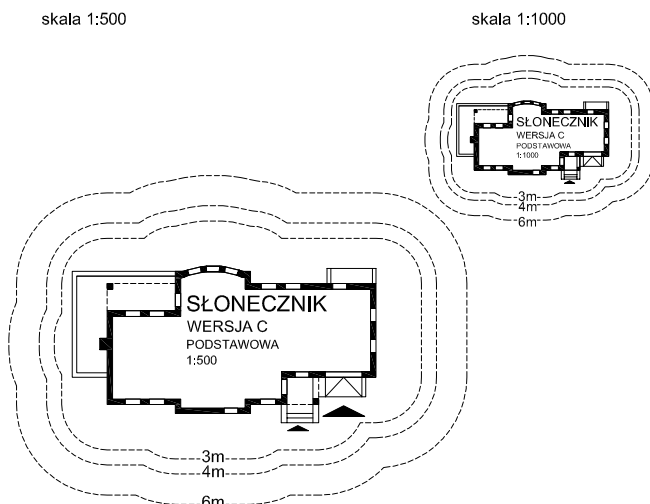 skala 1:500
skala 1:1000
SŁONECZNIK
WERSJA C
PODSTAWOWA
1:1000
3m
4m
6m
SŁONECZNIK
WERSJA C
PODSTAWOWA
1:500
3m
4m
6m